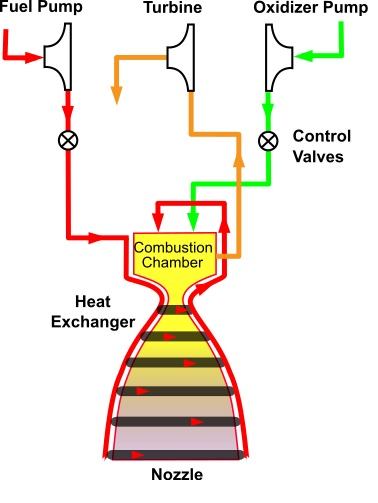 Fuel Pump
Turbine
Oxidizer Pump
Control
Valves
Combustion
Chamber
Heat
Exchanger
Nozzle